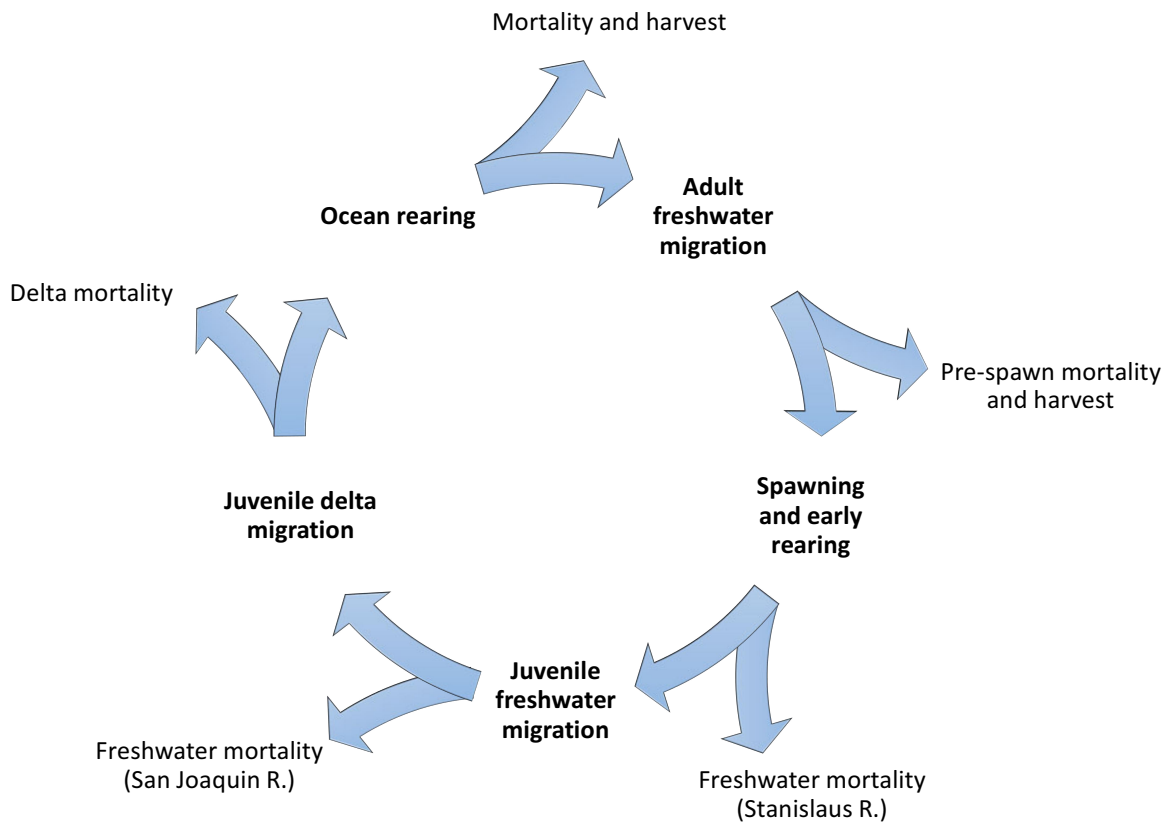 Mortality and harvest
Ocean rearing
Adult
freshwater
migration
Delta mortality
Pre-spawn mortality
and harvest
Juvenile delta
migration
Spawning
and early
rearing
Juvenile
freshwater
migration
Freshwater mortality
(San Joaquin R.)
Freshwater mortality
(Stanislaus R.)